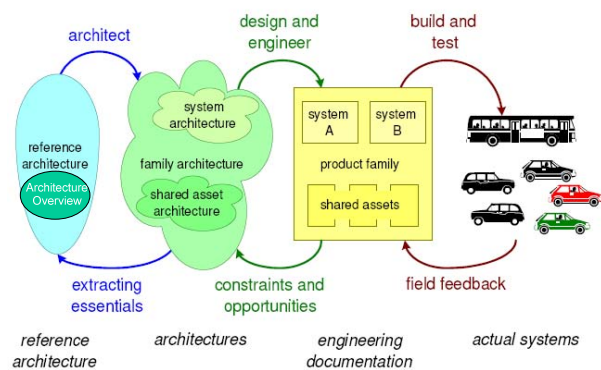 architect
design and
engineer
build and
test
reference
architecture
Architecture
Overview
system
architecture
family architecture
shared asset
architecture
system
A
system
B
product family
shared assets
extracting
essentials
constraints and
opportunities
field feedback
reference
architecture
architectures
engineering
documentation
actual systems